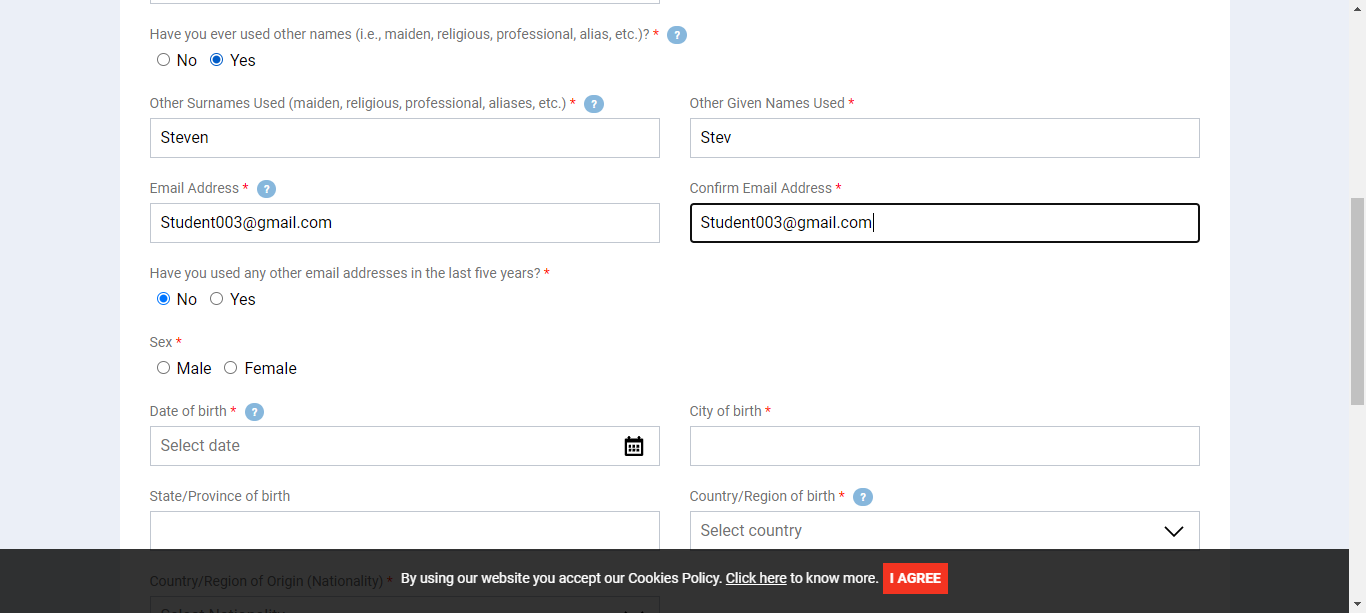 Have you ever used other names (i.e., maiden, religious, professional, alias, etc.)? * ?
No Yes
Other Surnames Used (maiden, religious, professional, aliases, etc.) * ? Other Given Names Used *
Steven Stev
Email Address * ? Confirm Email Address *
Student003@gmail.com Student003@gmail.com
Have you used any other email addresses in the last five years? *
No Yes
Sex *
Male Female
Date of birth * ? City of birth *
Select date
State/Province of birth Country/Region of birth * ?
Select country
Country/Region of Origin (Nationality) * By using our website you accept our Cookies Policy. Click here to know more. I AGREE
Select Nationality